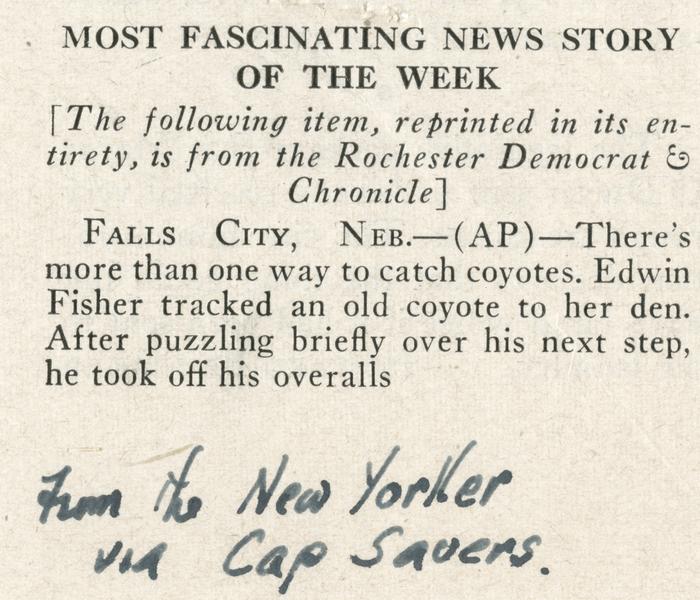 MOST FASCINATING NEWS STORY
OF THE WEEK
[The following item, reprinted in its en-
tirety, is from the Rochester Democrat &
Chronicle]
FALLS CITY, NEB.—(AP)—There's
more than one way to catch coyotes. Edwin
Fisher tracked an old coyote to her den.
After puzzling briefly over his next step,
he took off his overalls
From the New Yorker
via Cap Savers.